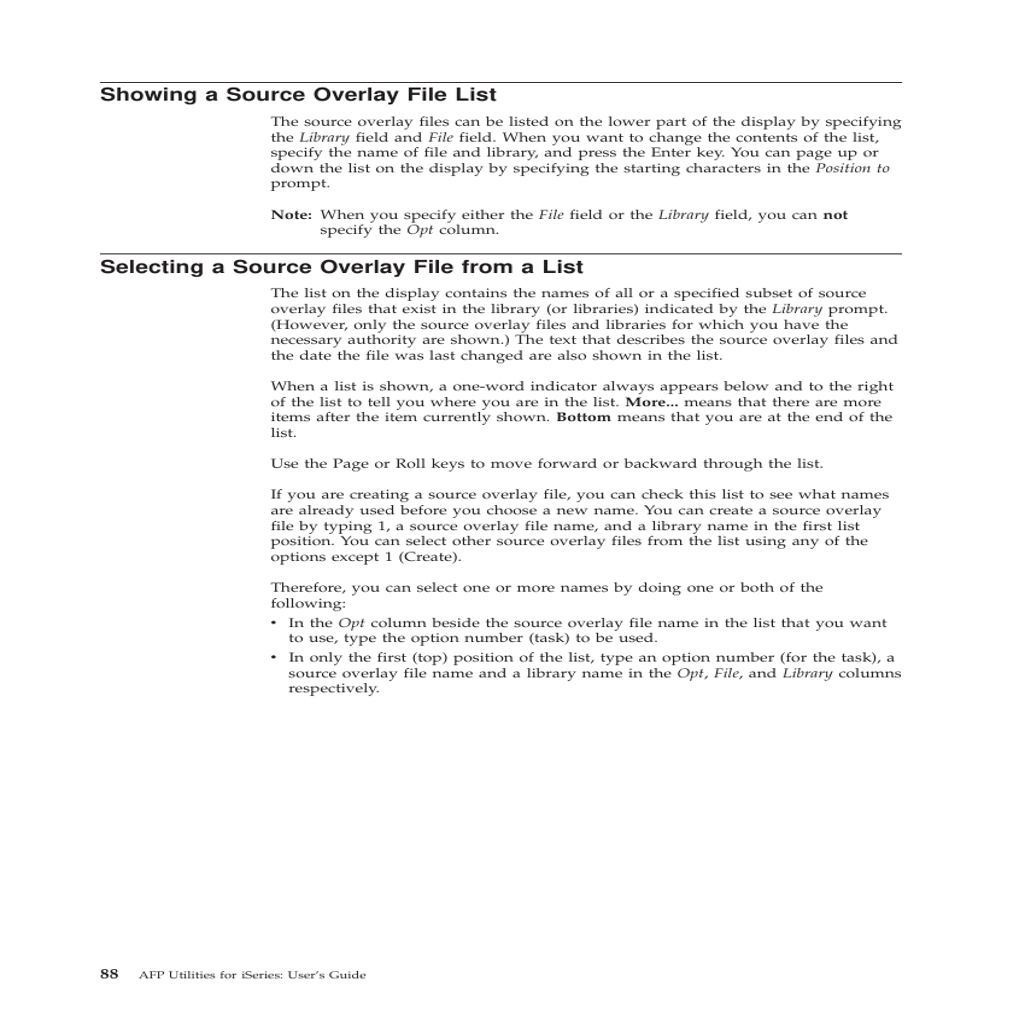 Showing a Source Overlay File List
The source overlay files can be listed on the lower part of the display by specifying
the Library field and File field. When you want to change the contents of the list,
specify the name of file and library, and press the Enter key. You can page up or
down the list on the display by specifying the starting characters in the Position to
prompt.
Note: When you specify either the File field or the Library field, you can not
specify the Opt column.
Selecting a Source Overlay File from a List
The list on the display contains the names of all or a specified subset of source
overlay files that exist in the library (or libraries) indicated by the Library prompt.
(However, only the source overlay files and libraries for which you have the
necessary authority are shown.) The text that describes the source overlay files and
the date the file was last changed are also shown in the list.
When a list is shown, a one-word indicator always appears below and to the right
of the list to tell you where you are in the list. More... means that there are more
items after the item currently shown. Bottom means that you are at the end of the
list.
Use the Page or Roll keys to move forward or backward through the list.
If you are creating a source overlay file, you can check this list to see what names
are already used before you choose a new name. You can create a source overlay
file by typing 1, a source overlay file name, and a library name in the first list
position. You can select other source overlay files from the list using any of the
options except 1 (Create).
Therefore, you can select one or more names by doing one or both of the
following:
• In the Opt column beside the source overlay file name in the list that you want
to use, type the option number (task) to be used.
• In only the first (top) position of the list, type an option number (for the task), a
source overlay file name and a library name in the Opt, File, and Library columns
respectively.
88 AFP Utilities for iSeries: User's Guide